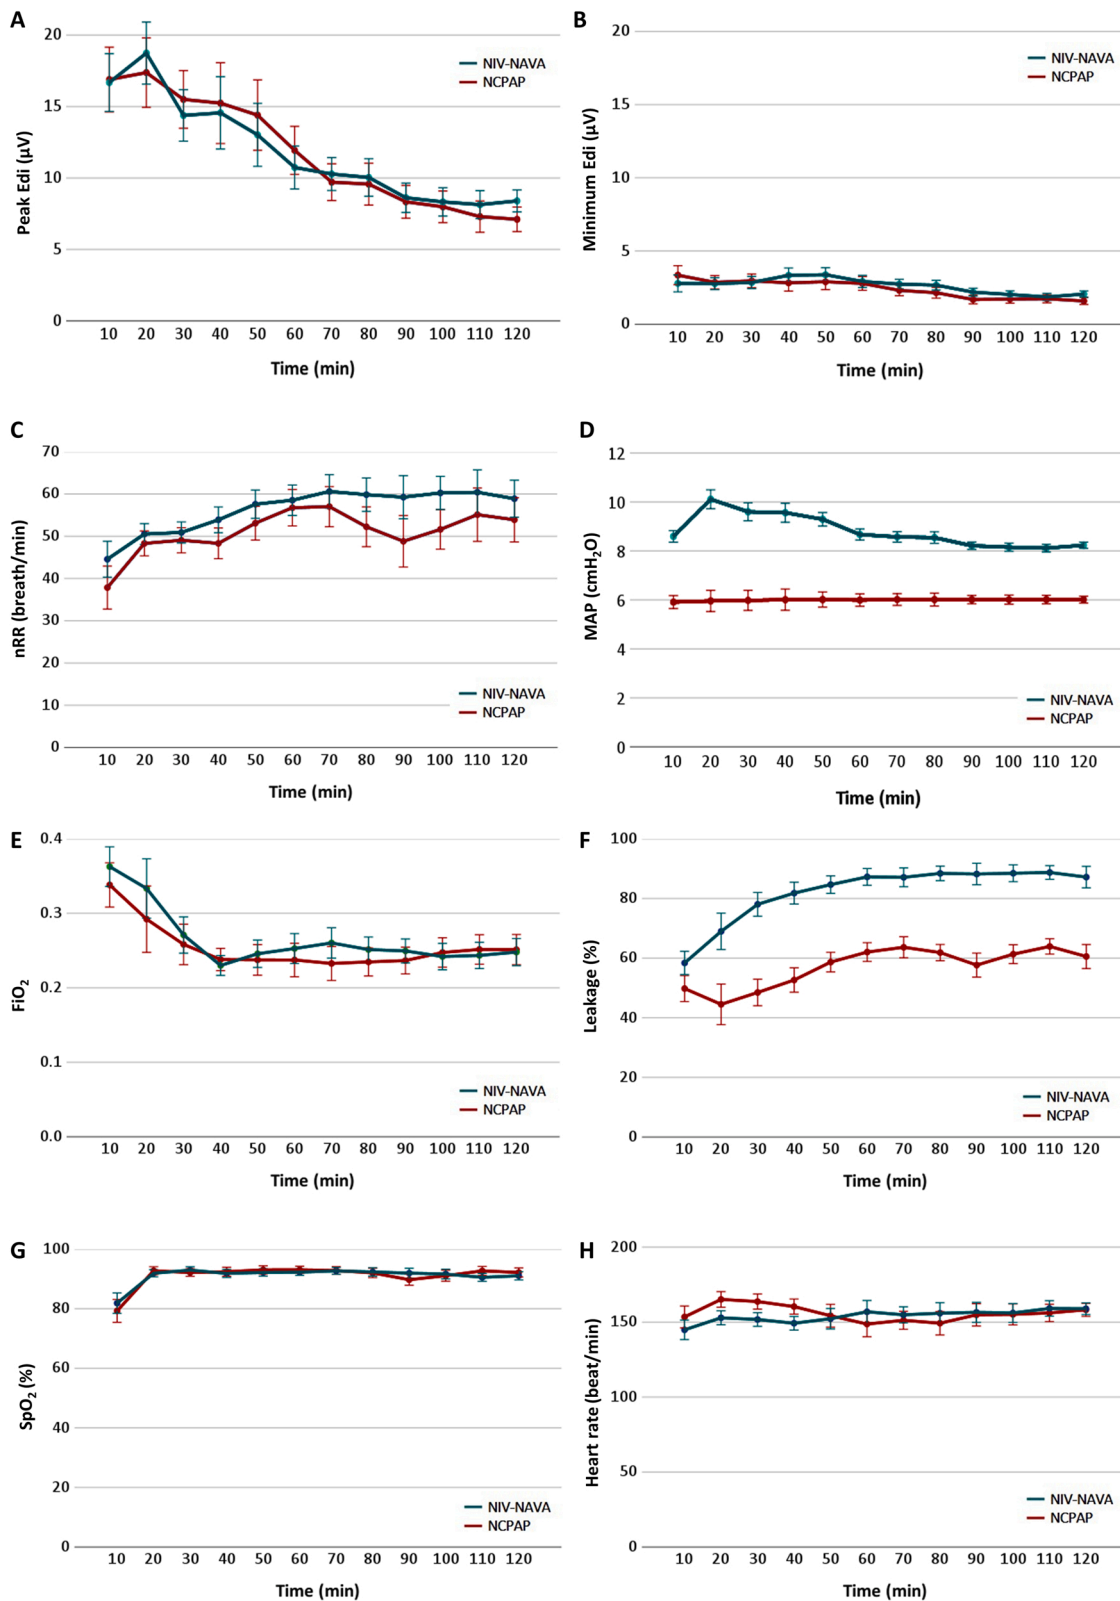 A
Peak Edi (µV)
20
15
10
5
0
NIV-NAVA
NCPAP
10 20 30 40 50 60 70 80 90 100 110 120
Time (min)
B
Minimum Edi (µV)
20
15
10
5
0
NIV-NAVA
NCPAP
10 20 30 40 50 60 70 80 90 100 110 120
Time (min)
C
nRR (breath/min)
70
60
50
40
30
20
10
0
NIV-NAVA
NCPAP
10 20 30 40 50 60 70 80 90 100 110 120
Time (min)
D
MAP (cmH₂O)
12
10
8
6
4
2
0
NIV-NAVA
NCPAP
10 20 30 40 50 60 70 80 90 100 110 120
Time (min)
E
FiO₂
0.4
0.3
0.2
0.1
0.0
NIV-NAVA
NCPAP
10 20 30 40 50 60 70 80 90 100 110 120
Time (min)
F
Leakage (%)
100
80
60
40
20
0
NIV-NAVA
NCPAP
10 20 30 40 50 60 70 80 90 100 110 120
Time (min)
G
SpO₂ (%)
100
80
60
40
20
0
NIV-NAVA
NCPAP
10 20 30 40 50 60 70 80 90 100 110 120
Time (min)
H
Heart rate (beat/min)
200
150
100
50
0
NIV-NAVA
NCPAP
10 20 30 40 50 60 70 80 90 100 110 120
Time (min)